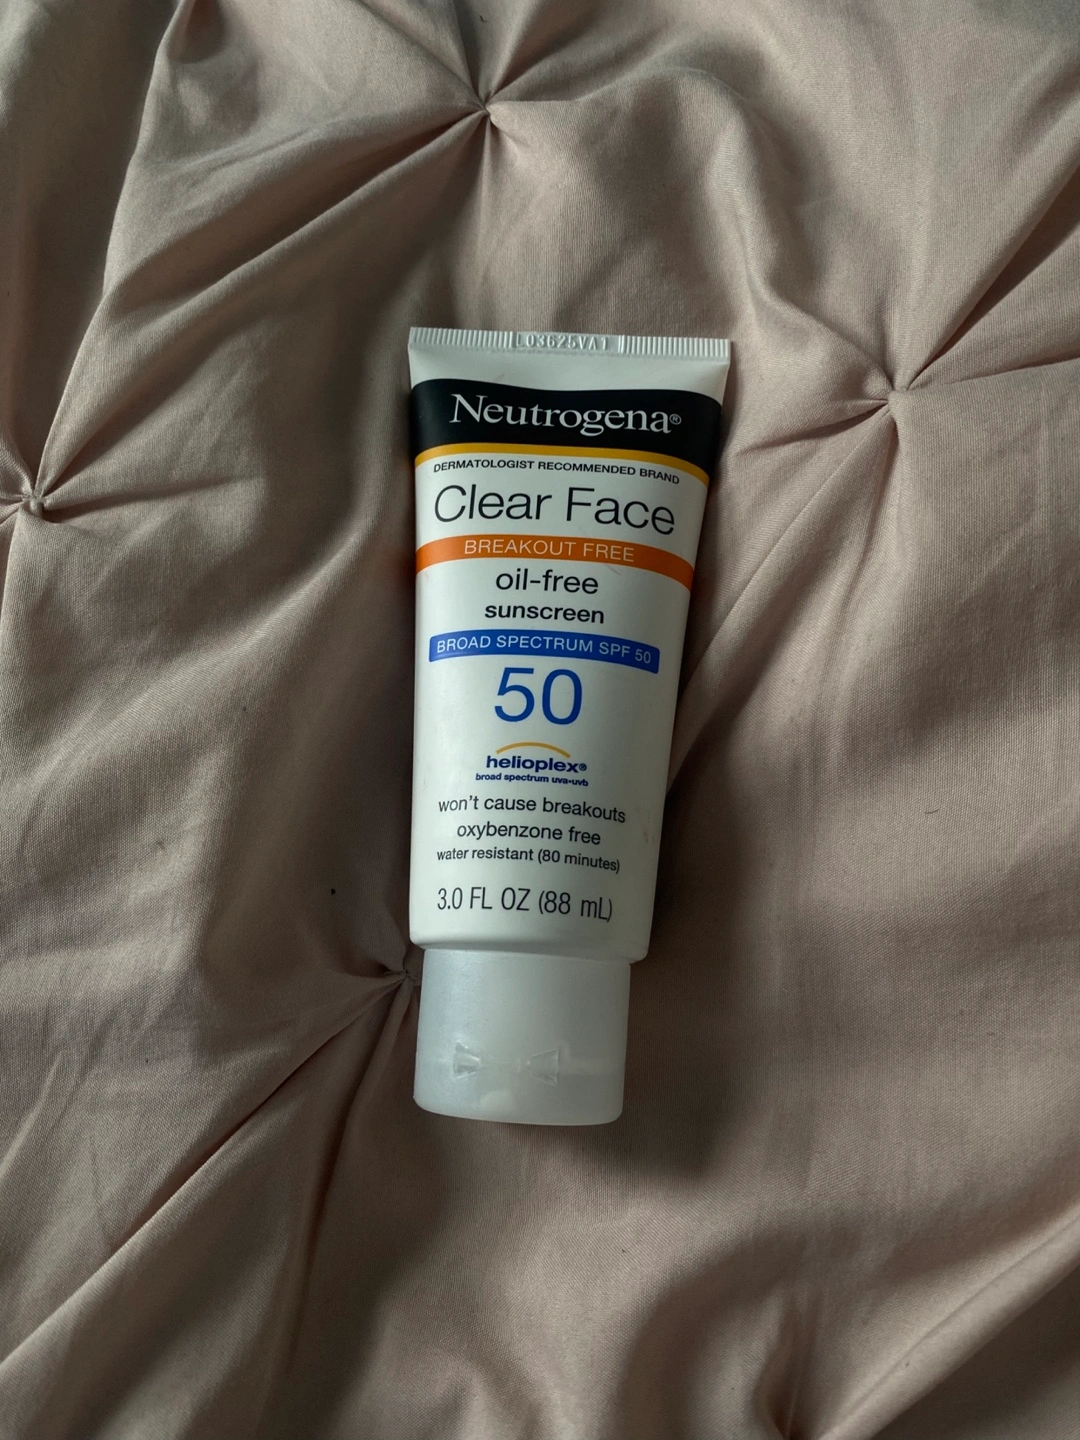 L03625VA1
Neutrogena®
DERMATOLOGIST RECOMMENDED BRAND
Clear Face
BREAKOUT FREE
oil-free
sunscreen
BROAD SPECTRUM SPF 50
50
helioplex®
broad spectrum uva•uvb
won't cause breakouts
oxybenzone free
water resistant (80 minutes)
3.0 FL OZ (88 mL)